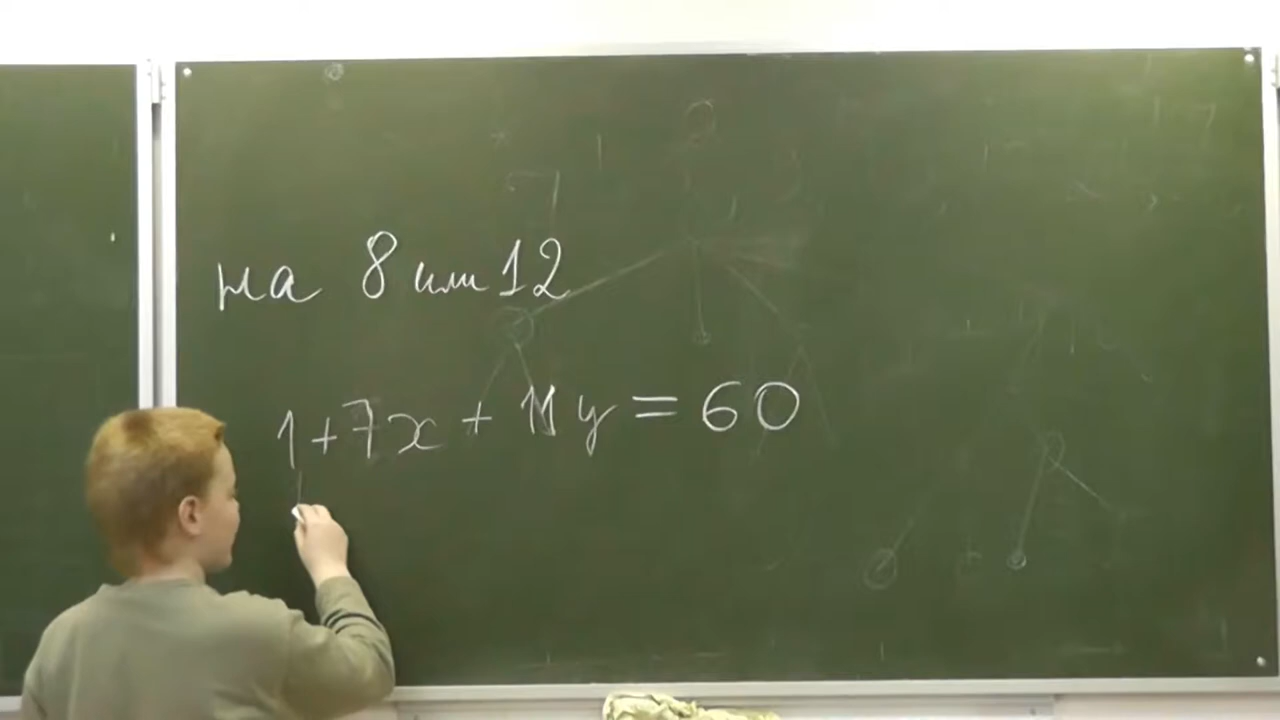 на 8 или 12
1+7x + 11y = 60